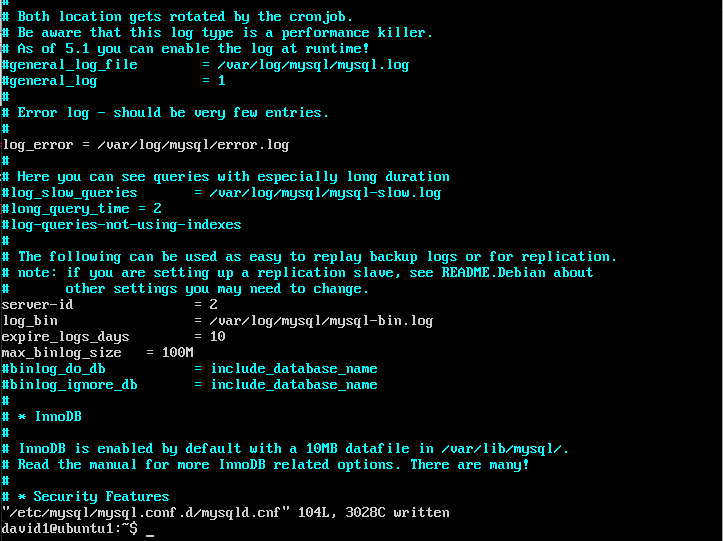 #
# Both location gets rotated by the cronjob.
# Be aware that this log type is a performance killer.
# As of 5.1 you can enable the log at runtime!
#general_log_file        = /var/log/mysql/mysql.log
#general_log             = 1
#
# Error log - should be very few entries.
#
log_error = /var/log/mysql/error.log
#
# Here you can see queries with especially long duration
#log_slow_queries       = /var/log/mysql/mysql-slow.log
#long_query_time = 2
#log-queries-not-using-indexes
#
# The following can be used as easy to replay backup logs or for replication.
# note: if you are setting up a replication slave, see README.Debian about
#       other settings you may need to change.
server-id               = 2
log_bin                 = /var/log/mysql/mysql-bin.log
expire_logs_days        = 10
max_binlog_size   = 100M
#binlog_do_db           = include_database_name
#binlog_ignore_db       = include_database_name
#
# * InnoDB
#
# InnoDB is enabled by default with a 10MB datafile in /var/lib/mysql/.
# Read the manual for more InnoDB related options. There are many!
#
# * Security Features
"/etc/mysql/mysql.conf.d/mysqld.cnf" 104L, 3028C written
david1@ubuntu1:~$ _